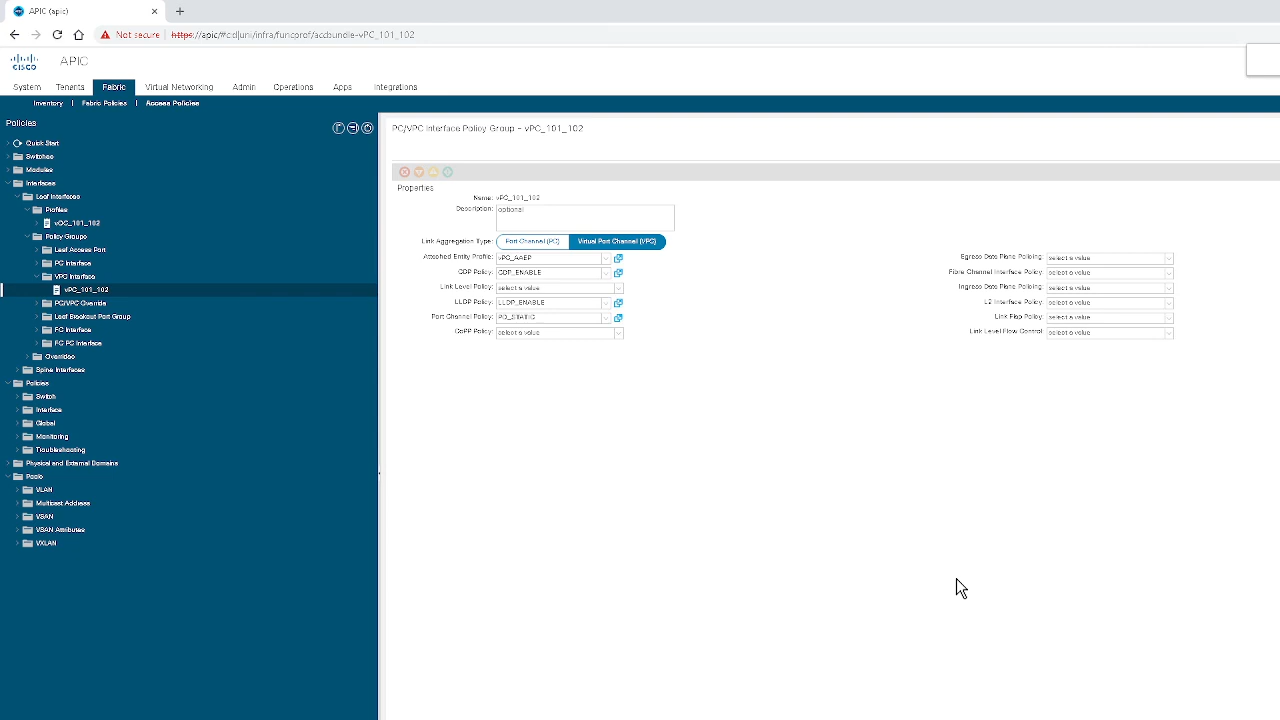 APIC (apic)
Not secure https://apic/#c:d|uni/infra/funcprof/accbundle-vPC_101_102
CISCO APIC
System Tenants Fabric Virtual Networking Admin Operations Apps Integrations
Inventory | Fabric Policies | Access Policies
Policies
Quick Start
Switches
Modules
Interfaces
Leaf Interfaces
Profiles
vDC_101_102
Policy Groups
Leaf Access Port
PC Interface
VPC Interface
vPC_101_102
PC/VPC Override
Leaf Breakout Port Group
FC Interface
FC PC Interface
Overrides
Spine Interfaces
Policies
Switch
Interface
Global
Monitoring
Troubleshooting
Physical and External Domains
Pools
VLAN
Multicast Address
VSAN
VSAN Attributes
VXLAN
PC/VPC Interface Policy Group - vPC_101_102
Properties
Name: vPC_101_102
Description: optional
Link Aggregation Type: Port Channel (PC) Virtual Port Channel (VPC)
Attached Entity Profile: vPC_AAEP
CDP Policy: CDP_ENABLE
Link Level Policy: select a value
LLDP Policy: LLDP_ENABLE
Port Channel Policy: PD_STATIC
CoPP Policy: select a value
Egress Data Plane Policing: select a value
Fibre Channel Interface Policy: select a value
Ingress Data Plane Policing: select a value
L2 Interface Policy: select a value
Link Flap Policy: select a value
Link Level Flow Control: select a value